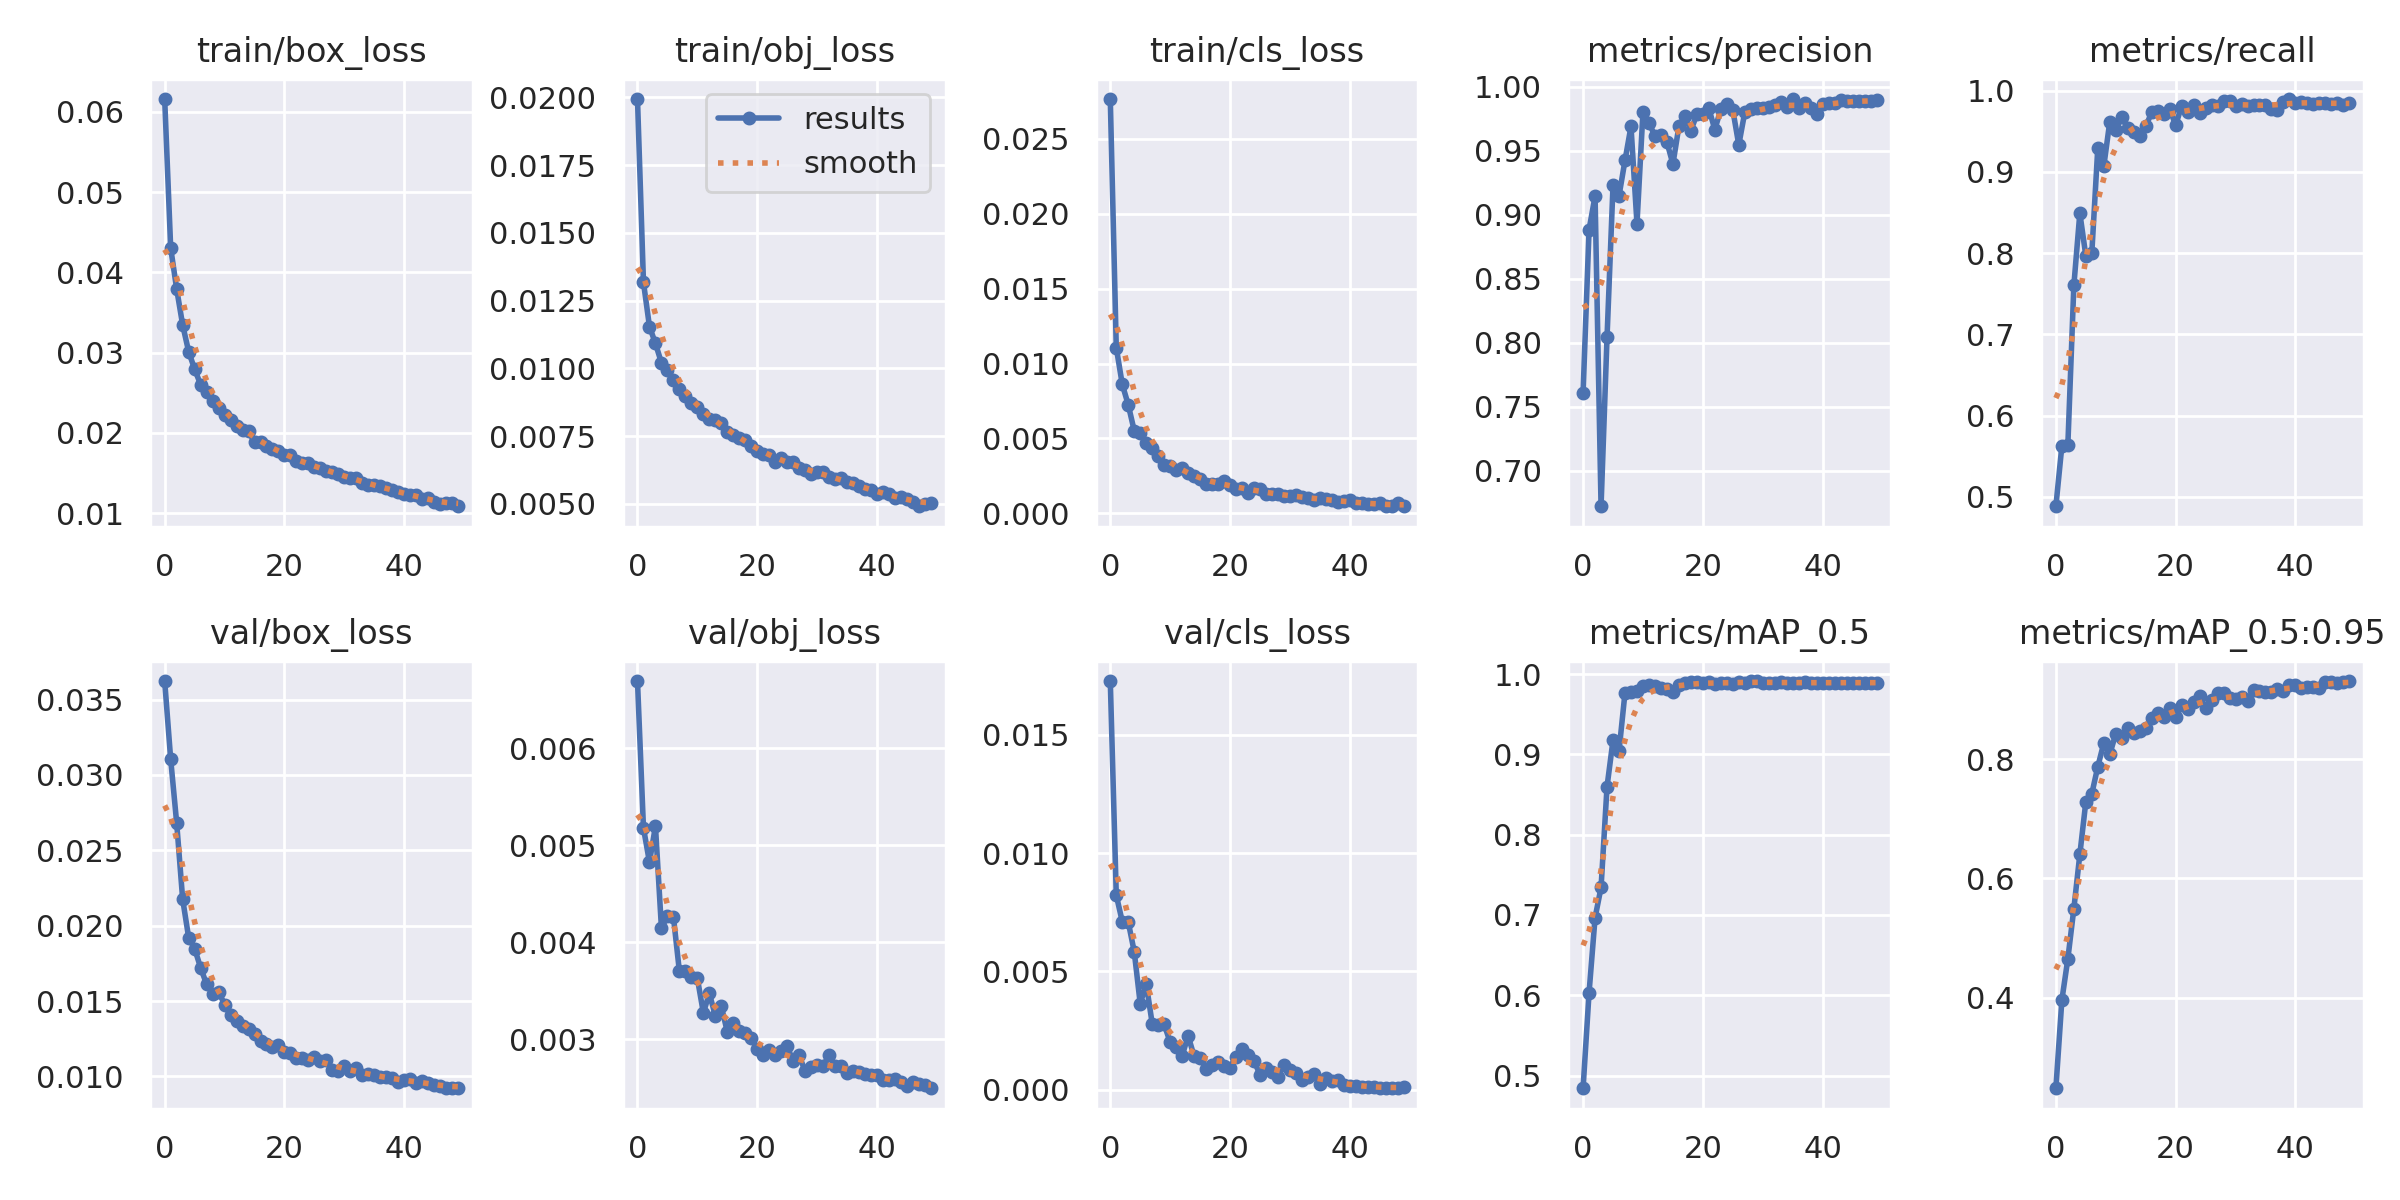 train/box_loss
0.06
0.05
0.04
0.03
0.02
0.01
0 20 40
train/obj_loss
results
smooth
0.0200
0.0175
0.0150
0.0125
0.0100
0.0075
0.0050
0 20 40
train/cls_loss
0.025
0.020
0.015
0.010
0.005
0.000
0 20 40
metrics/precision
1.00
0.95
0.90
0.85
0.80
0.75
0.70
0 20 40
metrics/recall
1.0
0.9
0.8
0.7
0.6
0.5
0 20 40
val/box_loss
0.035
0.030
0.025
0.020
0.015
0.010
0 20 40
val/obj_loss
0.006
0.005
0.004
0.003
0 20 40
val/cls_loss
0.015
0.010
0.005
0.000
0 20 40
metrics/mAP_0.5
1.0
0.9
0.8
0.7
0.6
0.5
0 20 40
metrics/mAP_0.5:0.95
0.8
0.6
0.4
0 20 40